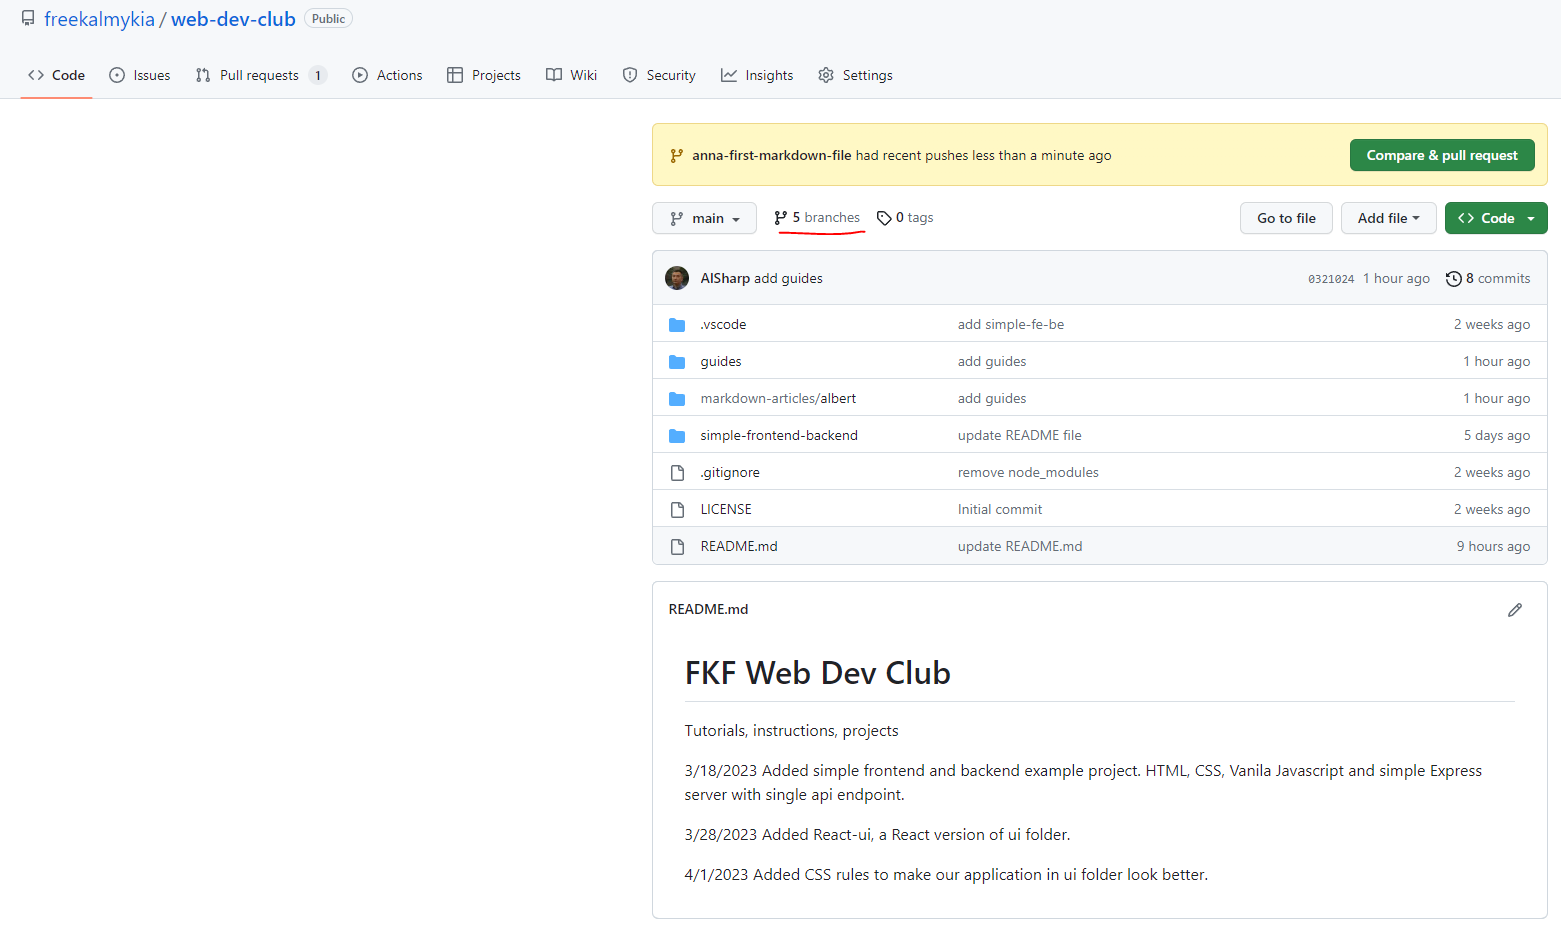 freekalmykia / web-dev-club Public
Code Issues Pull requests 1 Actions Projects Wiki Security Insights Settings
anna-first-markdown-file had recent pushes less than a minute ago Compare & pull request
main 5 branches 0 tags Go to file Add file Code
AlSharp add guides 0321024 1 hour ago 8 commits
.vscode add simple-fe-be 2 weeks ago
guides add guides 1 hour ago
markdown-articles/albert add guides 1 hour ago
simple-frontend-backend update README file 5 days ago
.gitignore remove node_modules 2 weeks ago
LICENSE Initial commit 2 weeks ago
README.md update README.md 9 hours ago
README.md
FKF Web Dev Club
Tutorials, instructions, projects
3/18/2023 Added simple frontend and backend example project. HTML, CSS, Vanila Javascript and simple Express
server with single api endpoint.
3/28/2023 Added React-ui, a React version of ui folder.
4/1/2023 Added CSS rules to make our application in ui folder look better.